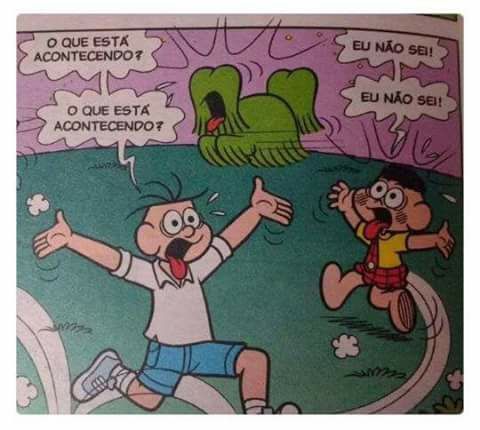 O QUE ESTÁ
ACONTECENDO?
O QUE ESTÁ
ACONTECENDO?
EU NÃO SEI!
EU NÃO SEI!